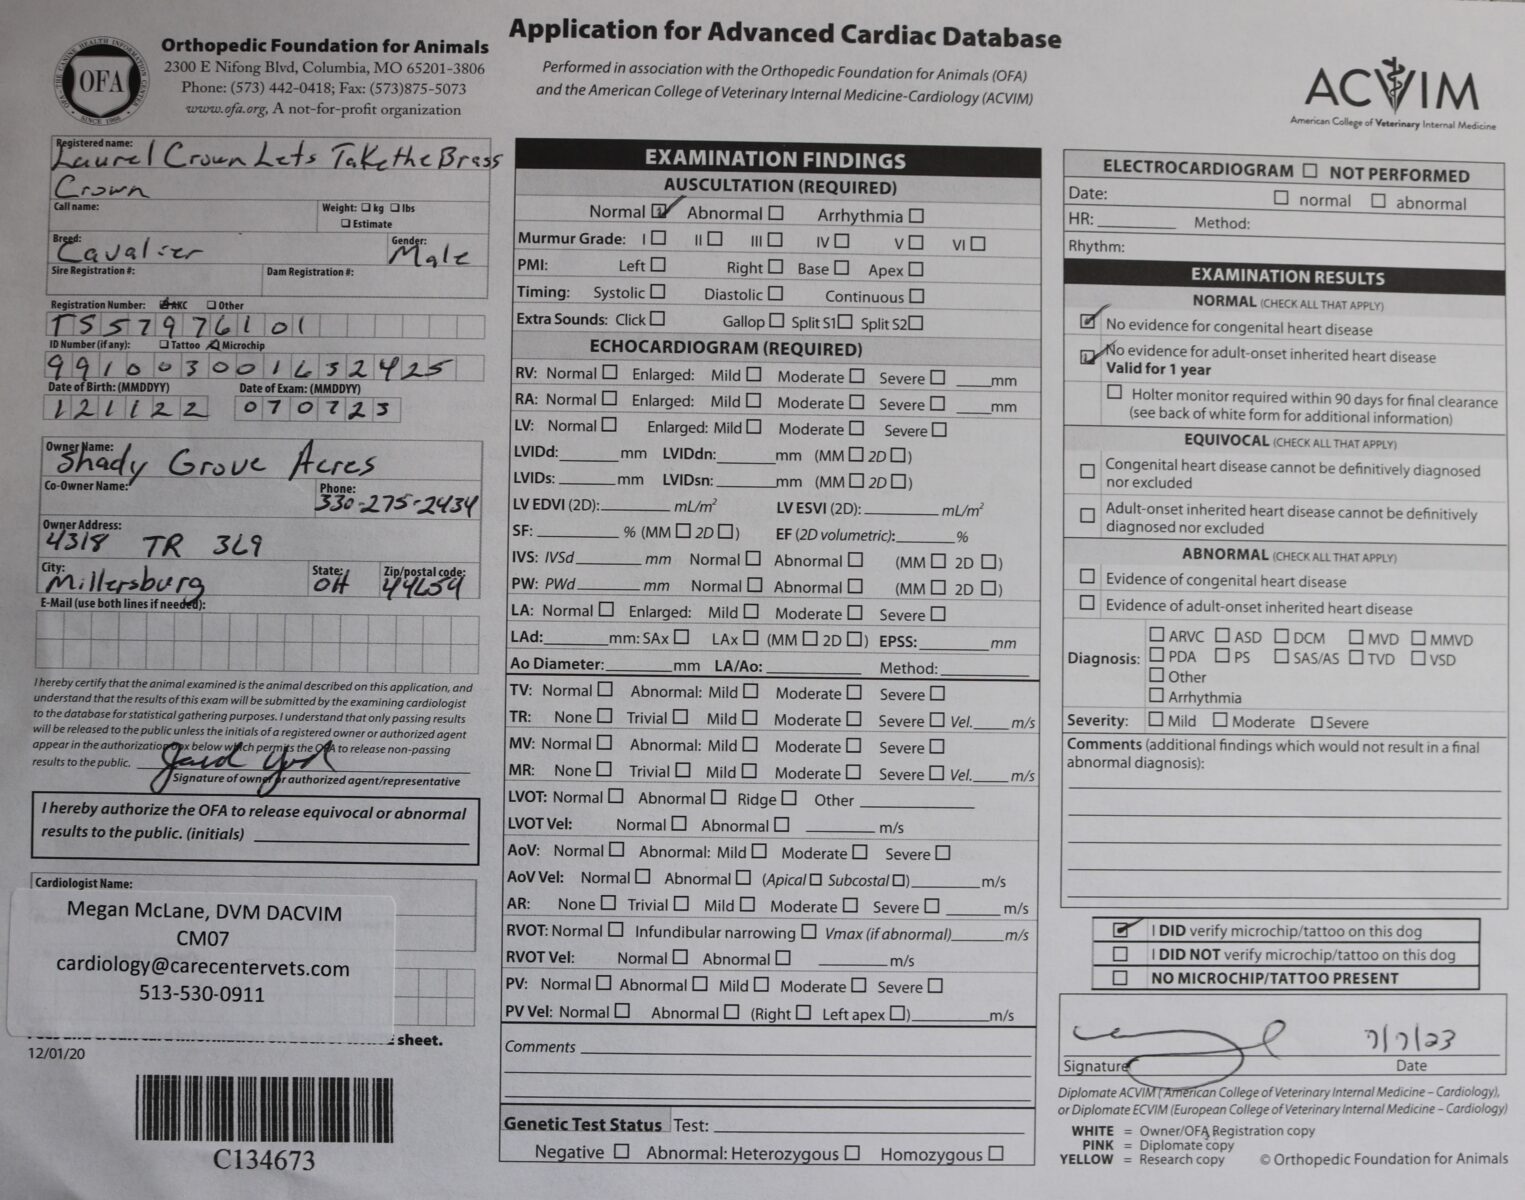 Application for Advanced Cardiac Database
Performed in association with the Orthopedic Foundation for Animals (OFA)
and the American College of Veterinary Internal Medicine-Cardiology (ACVIM)
OFA
Orthopedic Foundation for Animals
2300 E Nifong Blvd, Columbia, MO 65201-3806
Phone: (573) 442-0418; Fax: (573)875-5073
www.ofa.org, A not-for-profit organization
ACVIM
American College of Veterinary Internal Medicine
Registered name:
Laurel Crown Lets Take the Brass
Crown
Call name: Weight: ☐ kg ☐ lbs
☐ Estimate
Breed: Cavalier Gender: Male
Sire Registration #: Dam Registration #:
Registration Number: ☑ AKC ☐ Other
TS57976101
ID Number (if any): ☐ Tattoo ☑ Microchip
991003001632425
Date of Birth: (MMDDYY) Date of Exam: (MMDDYY)
121122 070723
Owner Name:
Shady Grove Acres
Co-Owner Name: Phone:
330-275-2434
Owner Address:
4318 TR 369
City: State: Zip/postal code:
Millersburg OH 44654
E-Mail (use both lines if needed):
I hereby certify that the animal examined is the animal described on this application, and
understand that the results of this exam will be submitted by the examining cardiologist
to the database for statistical gathering purposes. I understand that only passing results
will be released to the public unless the initials of a registered owner or authorized agent
appear in the authorization box below which permits the OFA to release non-passing
results to the public.
Signature of owner or authorized agent/representative
I hereby authorize the OFA to release equivocal or abnormal
results to the public. (initials)
Cardiologist Name:
Megan McLane, DVM DACVIM
CM07
cardiology@carecentervets.com
513-530-0911
sheet.
12/01/20
C134673
EXAMINATION FINDINGS
AUSCULTATION (REQUIRED)
Normal ☑ Abnormal ☐ Arrhythmia ☐
Murmur Grade: I ☐ II ☐ III ☐ IV ☐ V ☐ VI ☐
PMI: Left ☐ Right ☐ Base ☐ Apex ☐
Timing: Systolic ☐ Diastolic ☐ Continuous ☐
Extra Sounds: Click ☐ Gallop ☐ Split S1 ☐ Split S2 ☐
ECHOCARDIOGRAM (REQUIRED)
RV: Normal ☐ Enlarged: Mild ☐ Moderate ☐ Severe ☐ ____mm
RA: Normal ☐ Enlarged: Mild ☐ Moderate ☐ Severe ☐ ____mm
LV: Normal ☐ Enlarged: Mild ☐ Moderate ☐ Severe ☐
LVIDd: ____ mm LVIDdn: ____ mm (MM ☐ 2D ☐)
LVIDs: ____ mm LVIDsn: ____ mm (MM ☐ 2D ☐)
LV EDVI (2D): ____ mL/m² LV ESVI (2D): ____ mL/m²
SF: ____ % (MM ☐ 2D ☐) EF (2D volumetric): ____ %
IVS: IVSd ____ mm Normal ☐ Abnormal ☐ (MM ☐ 2D ☐)
PW: PWd ____ mm Normal ☐ Abnormal ☐ (MM ☐ 2D ☐)
LA: Normal ☐ Enlarged: Mild ☐ Moderate ☐ Severe ☐
LAd: ____ mm: SAx ☐ LAx ☐ (MM ☐ 2D ☐) EPSS: ____ mm
Ao Diameter: ____ mm LA/Ao: ____ Method: ____
TV: Normal ☐ Abnormal: Mild ☐ Moderate ☐ Severe ☐
TR: None ☐ Trivial ☐ Mild ☐ Moderate ☐ Severe ☐ Vel. ____ m/s
MV: Normal ☐ Abnormal: Mild ☐ Moderate ☐ Severe ☐
MR: None ☐ Trivial ☐ Mild ☐ Moderate ☐ Severe ☐ Vel. ____ m/s
LVOT: Normal ☐ Abnormal ☐ Ridge ☐ Other ____
LVOT Vel: Normal ☐ Abnormal ☐ ____ m/s
AoV: Normal ☐ Abnormal: Mild ☐ Moderate ☐ Severe ☐
AoV Vel: Normal ☐ Abnormal ☐ (Apical ☐ Subcostal ☐) ____ m/s
AR: None ☐ Trivial ☐ Mild ☐ Moderate ☐ Severe ☐ ____ m/s
RVOT: Normal ☐ Infundibular narrowing ☐ Vmax (if abnormal) ____ m/s
RVOT Vel: Normal ☐ Abnormal ☐ ____ m/s
PV: Normal ☐ Abnormal ☐ Mild ☐ Moderate ☐ Severe ☐
PV Vel: Normal ☐ Abnormal ☐ (Right ☐ Left apex ☐) ____ m/s
Comments
Genetic Test Status Test:
Negative ☐ Abnormal: Heterozygous ☐ Homozygous ☐
ELECTROCARDIOGRAM ☐ NOT PERFORMED
Date: ☐ normal ☐ abnormal
HR: ____ Method:
Rhythm:
EXAMINATION RESULTS
NORMAL (CHECK ALL THAT APPLY)
☑ No evidence for congenital heart disease
☑ No evidence for adult-onset inherited heart disease
Valid for 1 year
☐ Holter monitor required within 90 days for final clearance
(see back of white form for additional information)
EQUIVOCAL (CHECK ALL THAT APPLY)
☐ Congenital heart disease cannot be definitively diagnosed
nor excluded
☐ Adult-onset inherited heart disease cannot be definitively
diagnosed nor excluded
ABNORMAL (CHECK ALL THAT APPLY)
☐ Evidence of congenital heart disease
☐ Evidence of adult-onset inherited heart disease
☐ ARVC ☐ ASD ☐ DCM ☐ MVD ☐ MMVD
Diagnosis: ☐ PDA ☐ PS ☐ SAS/AS ☐ TVD ☐ VSD
☐ Other
☐ Arrhythmia
Severity: ☐ Mild ☐ Moderate ☐ Severe
Comments (additional findings which would not result in a final
abnormal diagnosis):
☑ I DID verify microchip/tattoo on this dog
☐ I DID NOT verify microchip/tattoo on this dog
☐ NO MICROCHIP/TATTOO PRESENT
7/7/23
Signature Date
Diplomate ACVIM (American College of Veterinary Internal Medicine – Cardiology),
or Diplomate ECVIM (European College of Veterinary Internal Medicine – Cardiology)
WHITE = Owner/OFA Registration copy
PINK = Diplomate copy
YELLOW = Research copy © Orthopedic Foundation for Animals